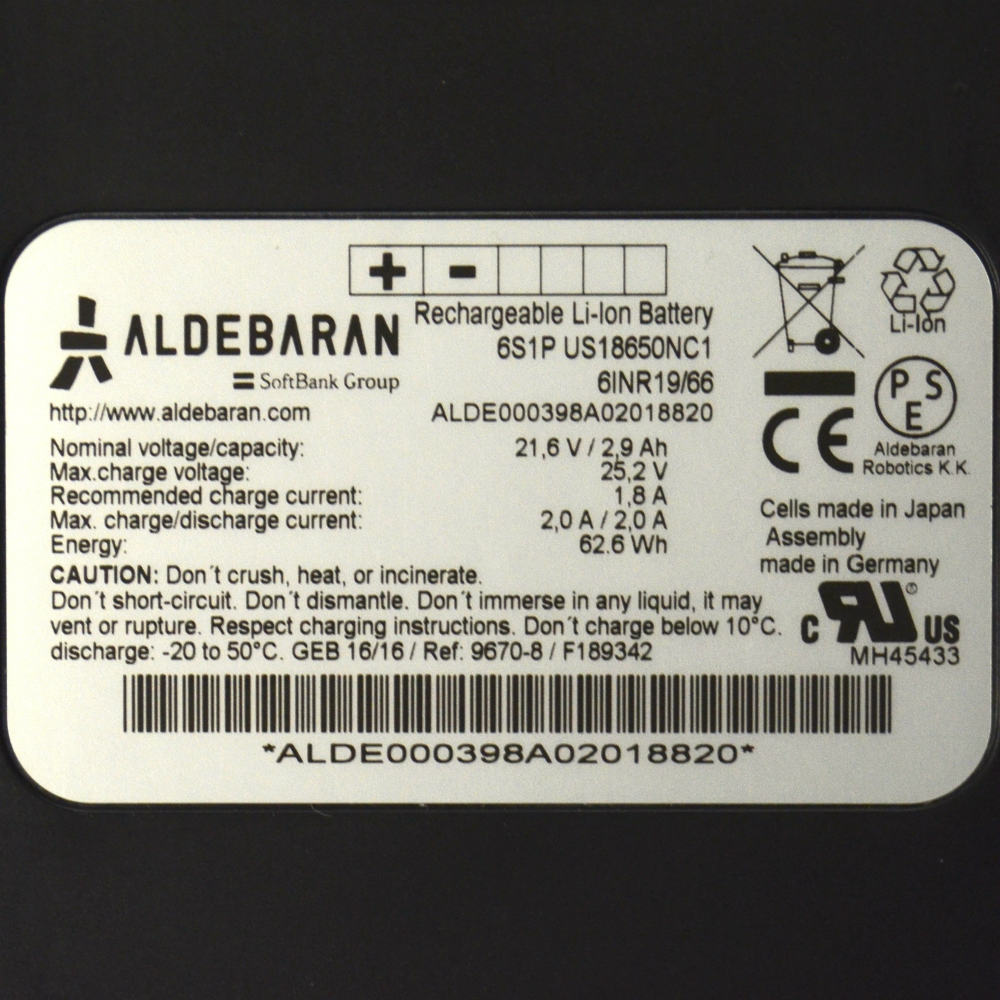 + -
Rechargeable Li-Ion Battery
6S1P US18650NC1
6INR19/66
ALDEBARAN
SoftBank Group
http://www.aldebaran.com
ALDE000398A02018820
Nominal voltage/capacity: 21,6 V / 2,9 Ah
Max.charge voltage: 25,2 V
Recommended charge current: 1,8 A
Max. charge/discharge current: 2,0 A / 2,0 A
Energy: 62.6 Wh
CAUTION: Don´t crush, heat, or incinerate.
Don´t short-circuit. Don´t dismantle. Don´t immerse in any liquid, it may
vent or rupture. Respect charging instructions. Don´t charge below 10°C.
discharge: -20 to 50°C. GEB 16/16 / Ref: 9670-8 / F189342
*ALDE000398A02018820*
Li-Ion
CE
P S
E
Aldebaran
Robotics K.K.
Cells made in Japan
Assembly
made in Germany
c RU ® US
MH45433